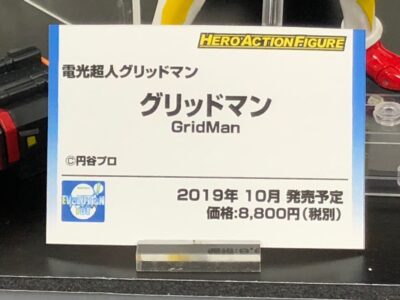 HERO ACTION FIGURE
電光超人グリッドマン
グリッドマン
GridMan
©円谷プロ
EVOLUTION
TOY
2019年 10月 発売予定
価格:8,800円(税別)